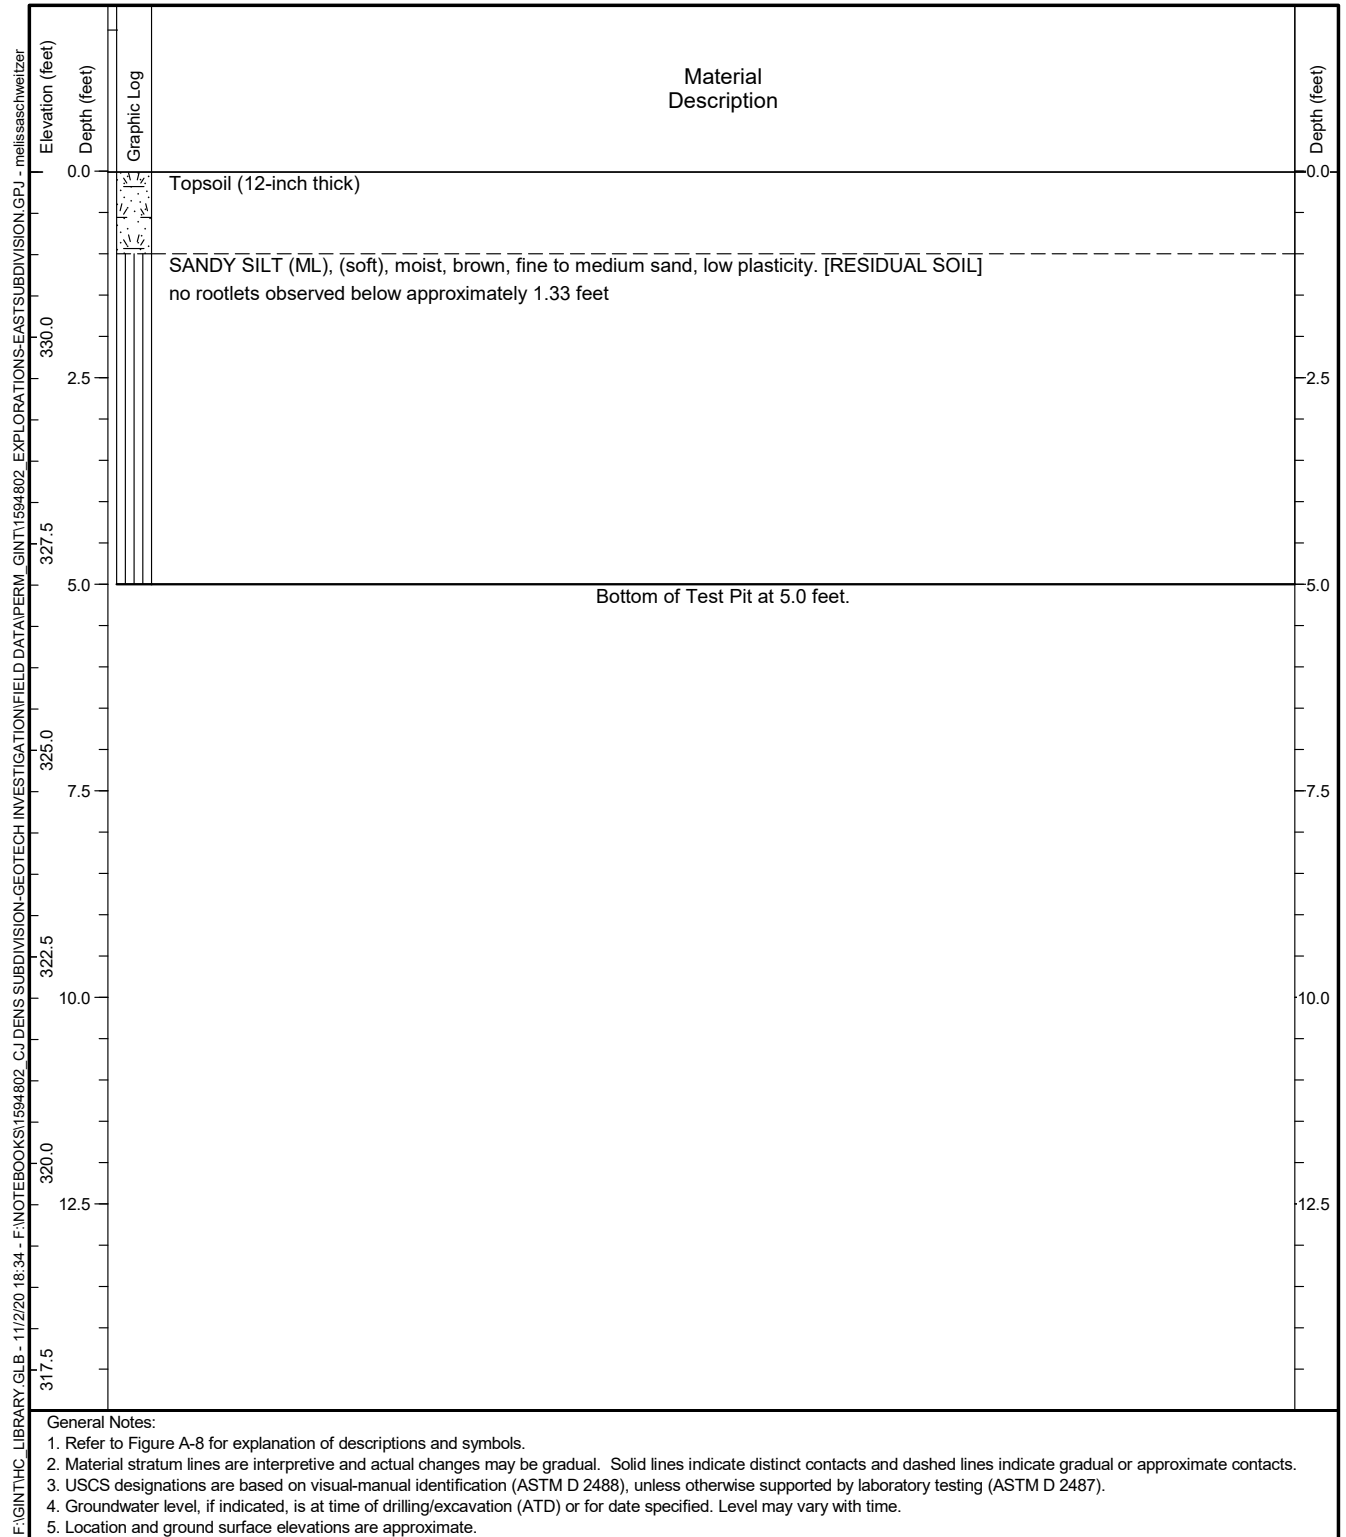 F:\GINT\HC_LIBRARY.GLB - 11/2/20 18:34 - F:\NOTEBOOKS\1594802_CJ DENS SUBDIVISION-GEOTECH INVESTIGATION\FIELD DATA\PERM_GINT\1594802_EXPLORATIONS-EASTSUBDIVISION.GPJ - melissaschweitzer
Elevation (feet)
Depth (feet)
Graphic Log
Material
Description
Depth (feet)
0.0
Topsoil (12-inch thick)
0.0
SANDY SILT (ML), (soft), moist, brown, fine to medium sand, low plasticity. [RESIDUAL SOIL]
no rootlets observed below approximately 1.33 feet
330.0
2.5
2.5
327.5
5.0
5.0
Bottom of Test Pit at 5.0 feet.
325.0
7.5
7.5
322.5
10.0
10.0
320.0
12.5
12.5
317.5
General Notes:
1. Refer to Figure A-8 for explanation of descriptions and symbols.
2. Material stratum lines are interpretive and actual changes may be gradual. Solid lines indicate distinct contacts and dashed lines indicate gradual or approximate contacts.
3. USCS designations are based on visual-manual identification (ASTM D 2488), unless otherwise supported by laboratory testing (ASTM D 2487).
4. Groundwater level, if indicated, is at time of drilling/excavation (ATD) or for date specified. Level may vary with time.
5. Location and ground surface elevations are approximate.